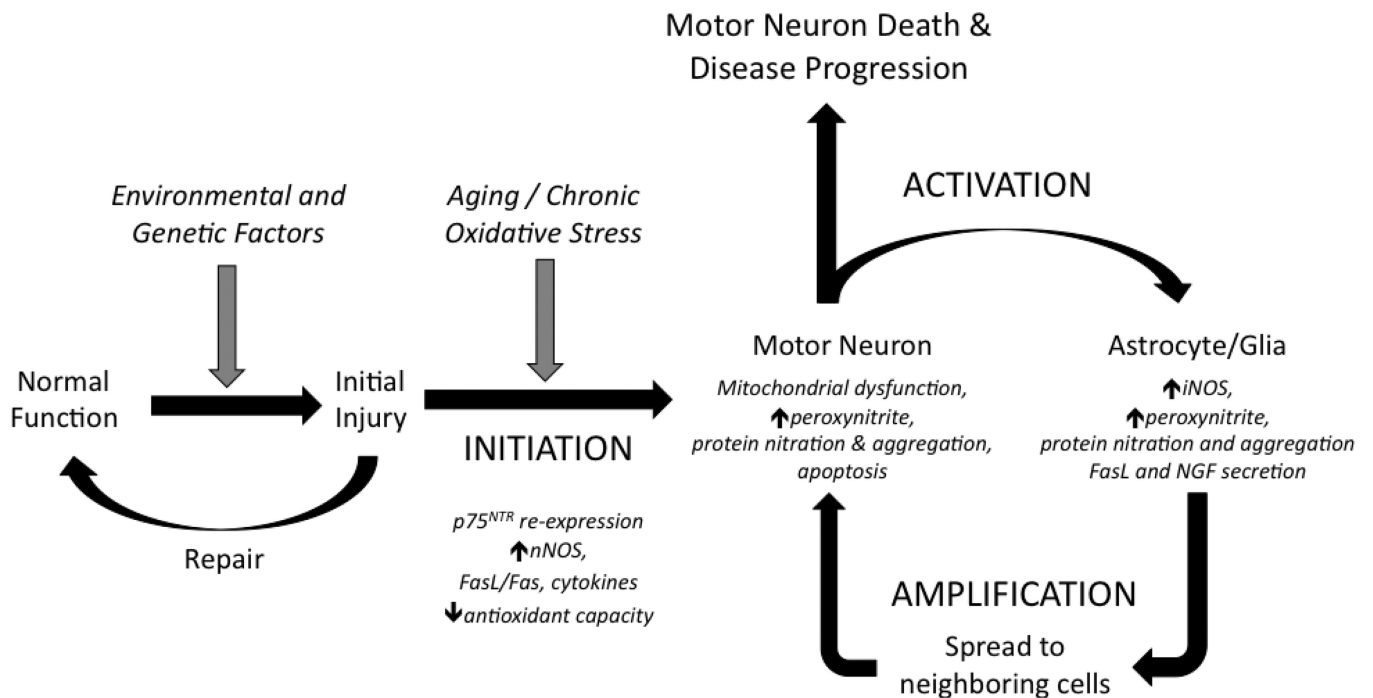 Motor Neuron Death &
Disease Progression
Environmental and
Genetic Factors
Aging / Chronic
Oxidative Stress
ACTIVATION
Normal
Function
Initial
Injury
Repair
INITIATION
p75NTR re-expression
↑nNOS,
FasL/Fas, cytokines
↓antioxidant capacity
Motor Neuron
Mitochondrial dysfunction,
↑peroxynitrite,
protein nitration & aggregation,
apoptosis
Astrocyte/Glia
↑iNOS,
↑peroxynitrite,
protein nitration and aggregation
FasL and NGF secretion
AMPLIFICATION
Spread to
neighboring cells